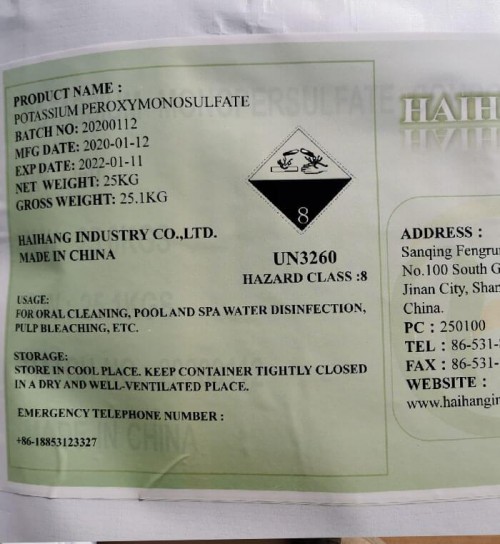 PRODUCT NAME :
POTASSIUM PEROXYMONOSULFATE
BATCH NO: 20200112
MFG DATE: 2020-01-12
EXP DATE: 2022-01-11
NET WEIGHT: 25KG
GROSS WEIGHT: 25.1KG
HAIHANG INDUSTRY CO.,LTD.
MADE IN CHINA
8
UN3260
HAZARD CLASS :8
USAGE:
FOR ORAL CLEANING, POOL AND SPA WATER DISINFECTION,
PULP BLEACHING, ETC.
STORAGE:
STORE IN COOL PLACE. KEEP CONTAINER TIGHTLY CLOSED
IN A DRY AND WELL-VENTILATED PLACE.
EMERGENCY TELEPHONE NUMBER :
+86-18853123327
HAIH
ADDRESS :
Sanqing Fengru
No.100 South G
Jinan City, Shan
China.
PC : 250100
TEL : 86-531-
FAX : 86-531-
WEBSITE :
www.haihangin